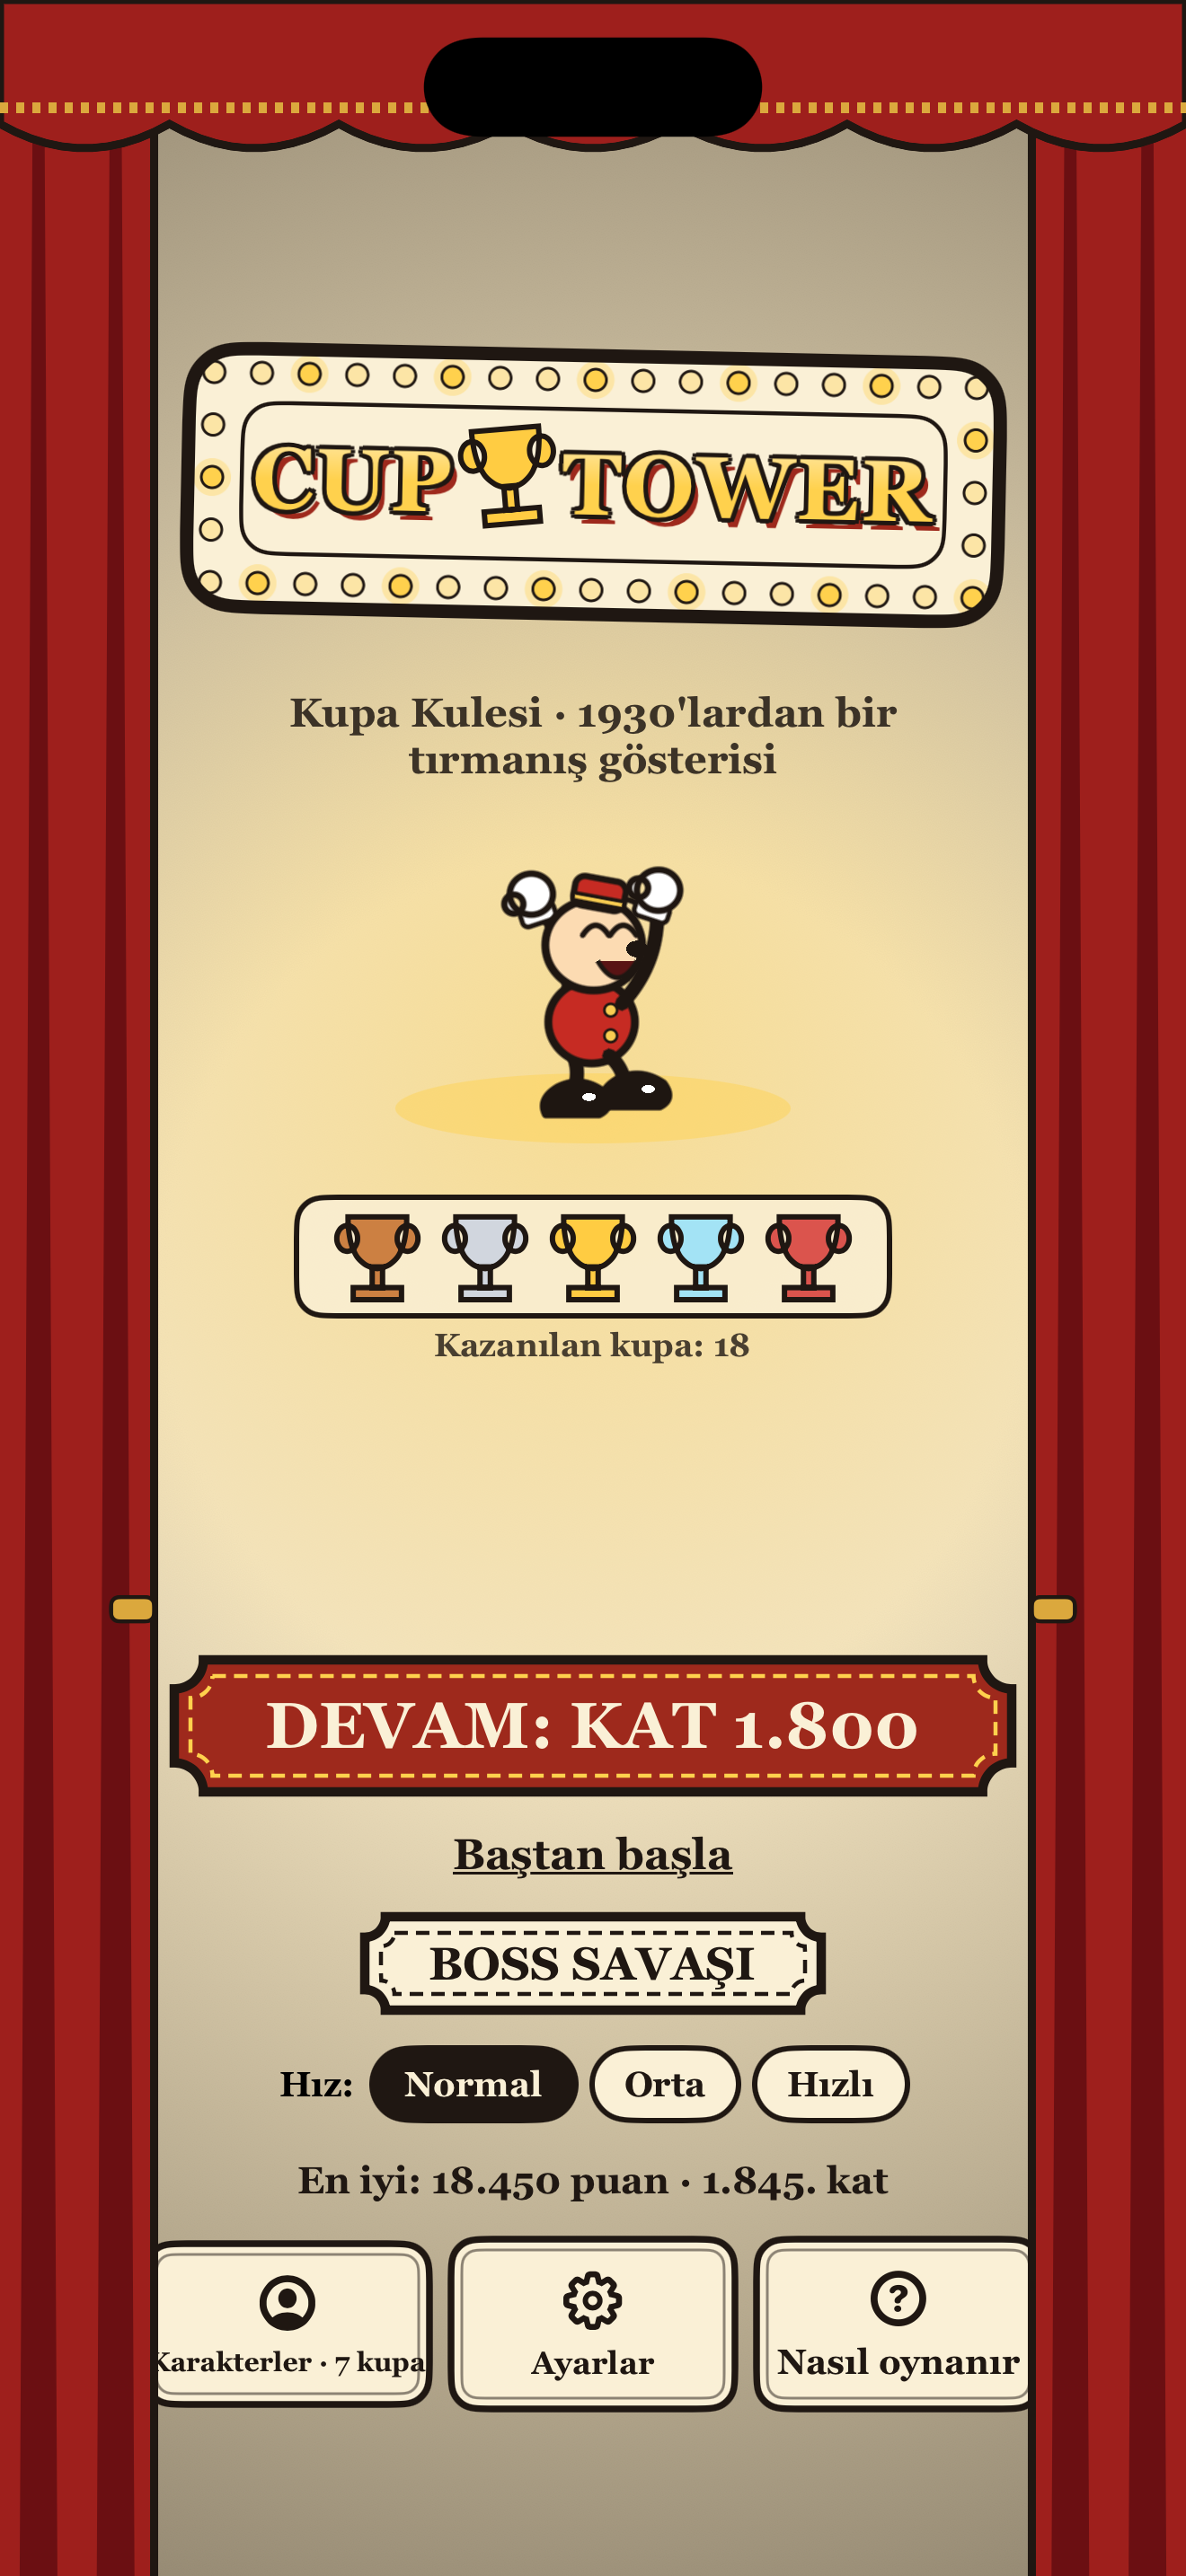 CUP TOWER
Kupa Kulesi · 1930'lardan bir
tırmanış gösterisi
Kazanılan kupa: 18
DEVAM: KAT 1.800
Baştan başla
BOSS SAVAŞI
Hız: Normal Orta Hızlı
En iyi: 18.450 puan · 1.845. kat
Karakterler · 7 kupa Ayarlar Nasıl oynanır